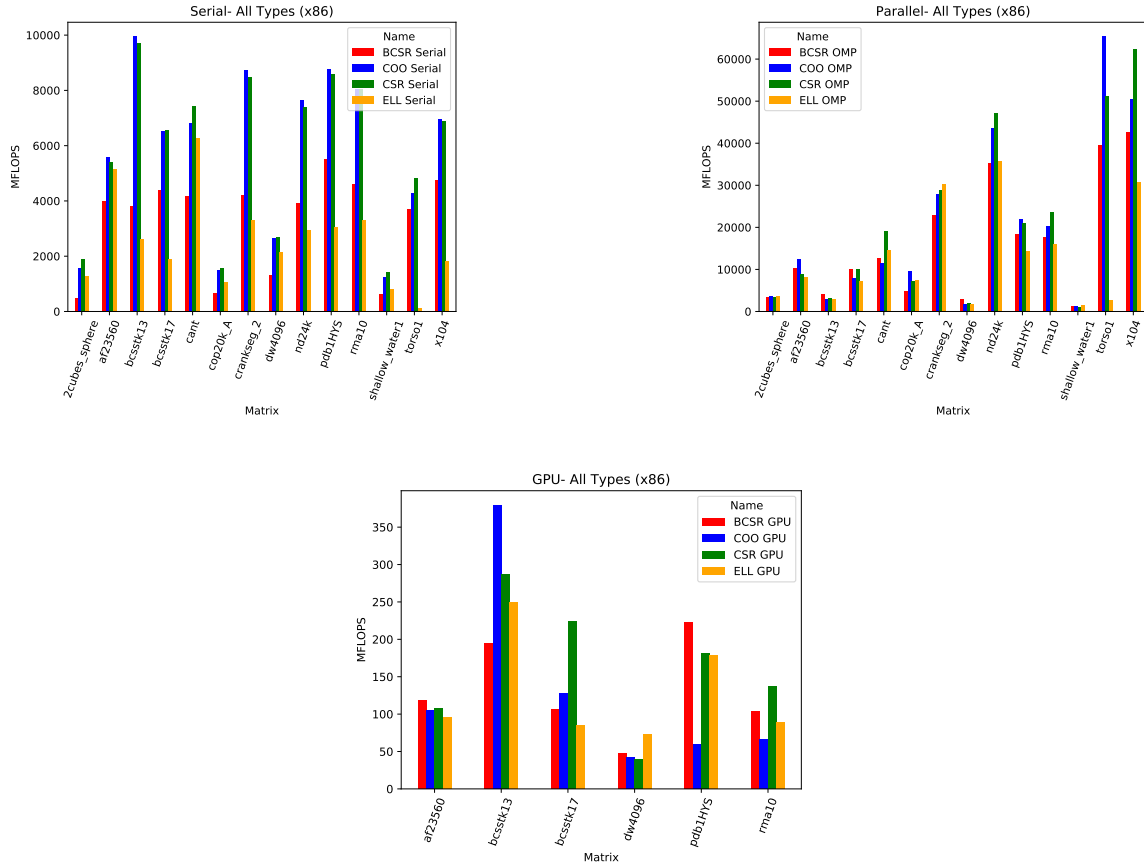 Serial- All Types (x86)
MFLOPS
10000
8000
6000
4000
2000
0
Name
BCSR Serial
COO Serial
CSR Serial
ELL Serial
2cubes_sphere
af23560
bcsstk13
bcsstk17
cant
cop20k_A
crankseg_2
dw4096
nd24k
pdb1HYS
rma10
shallow_water1
torso1
x104
Matrix
Parallel- All Types (x86)
MFLOPS
60000
50000
40000
30000
20000
10000
0
Name
BCSR OMP
COO OMP
CSR OMP
ELL OMP
2cubes_sphere
af23560
bcsstk13
bcsstk17
cant
cop20k_A
crankseg_2
dw4096
nd24k
pdb1HYS
rma10
shallow_water1
torso1
x104
Matrix
GPU- All Types (x86)
MFLOPS
350
300
250
200
150
100
50
0
Name
BCSR GPU
COO GPU
CSR GPU
ELL GPU
af23560
bcsstk13
bcsstk17
dw4096
pdb1HYS
rma10
Matrix